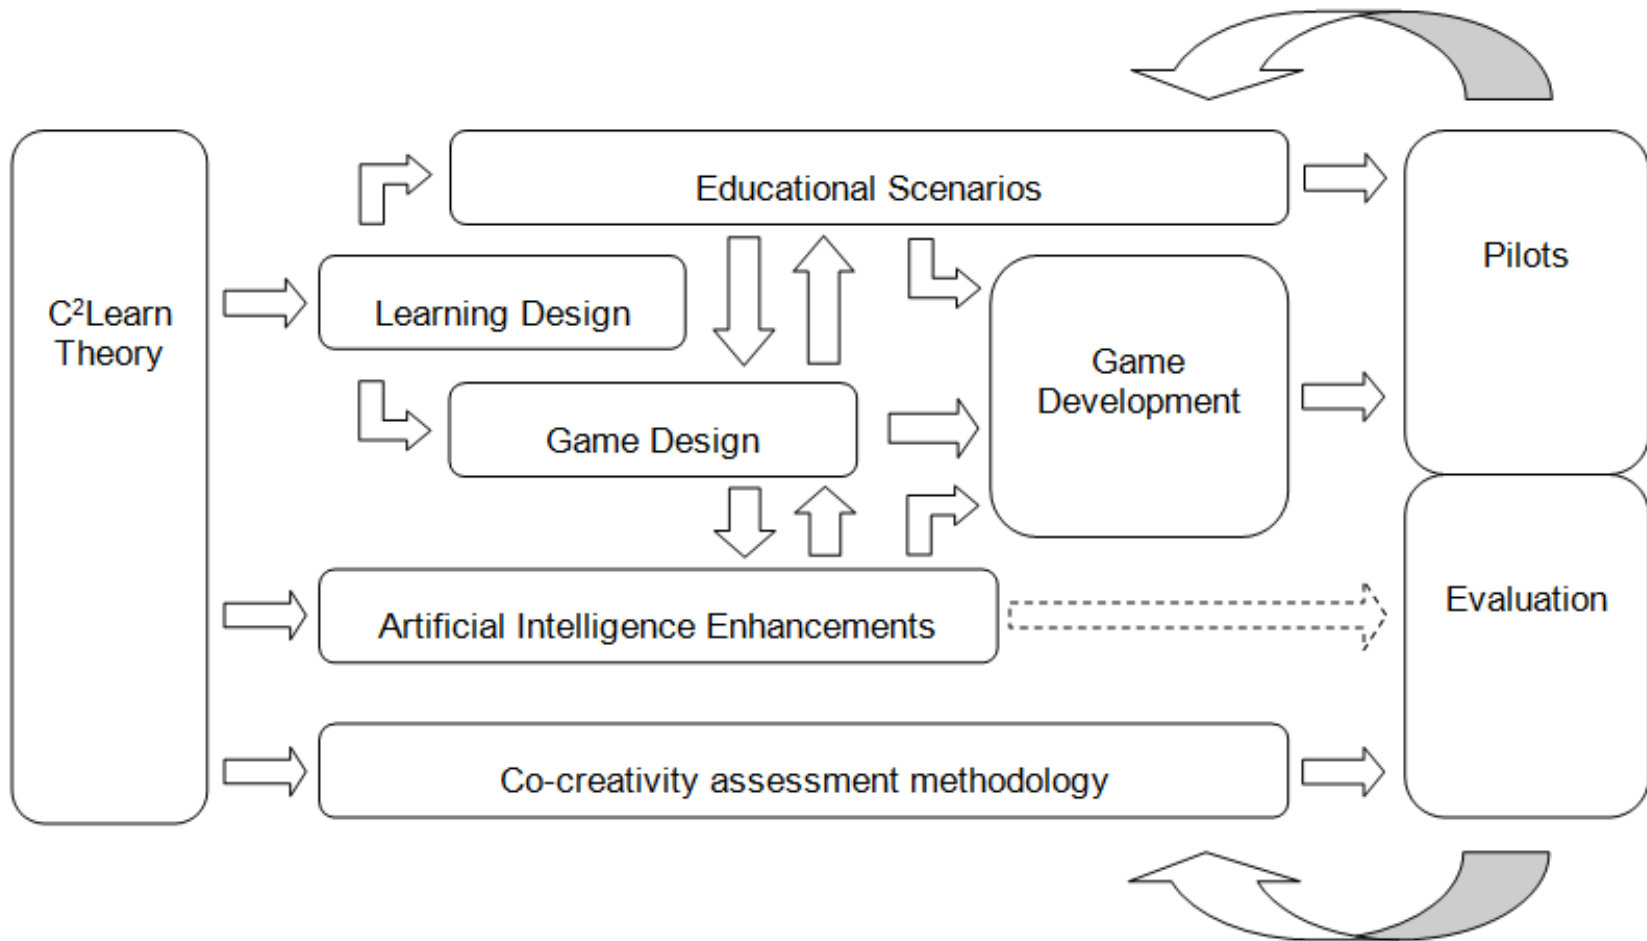 Educational Scenarios
Pilots
C²Learn
Theory
Learning Design
Game
Development
Game Design
Evaluation
Artificial Intelligence Enhancements
Co-creativity assessment methodology